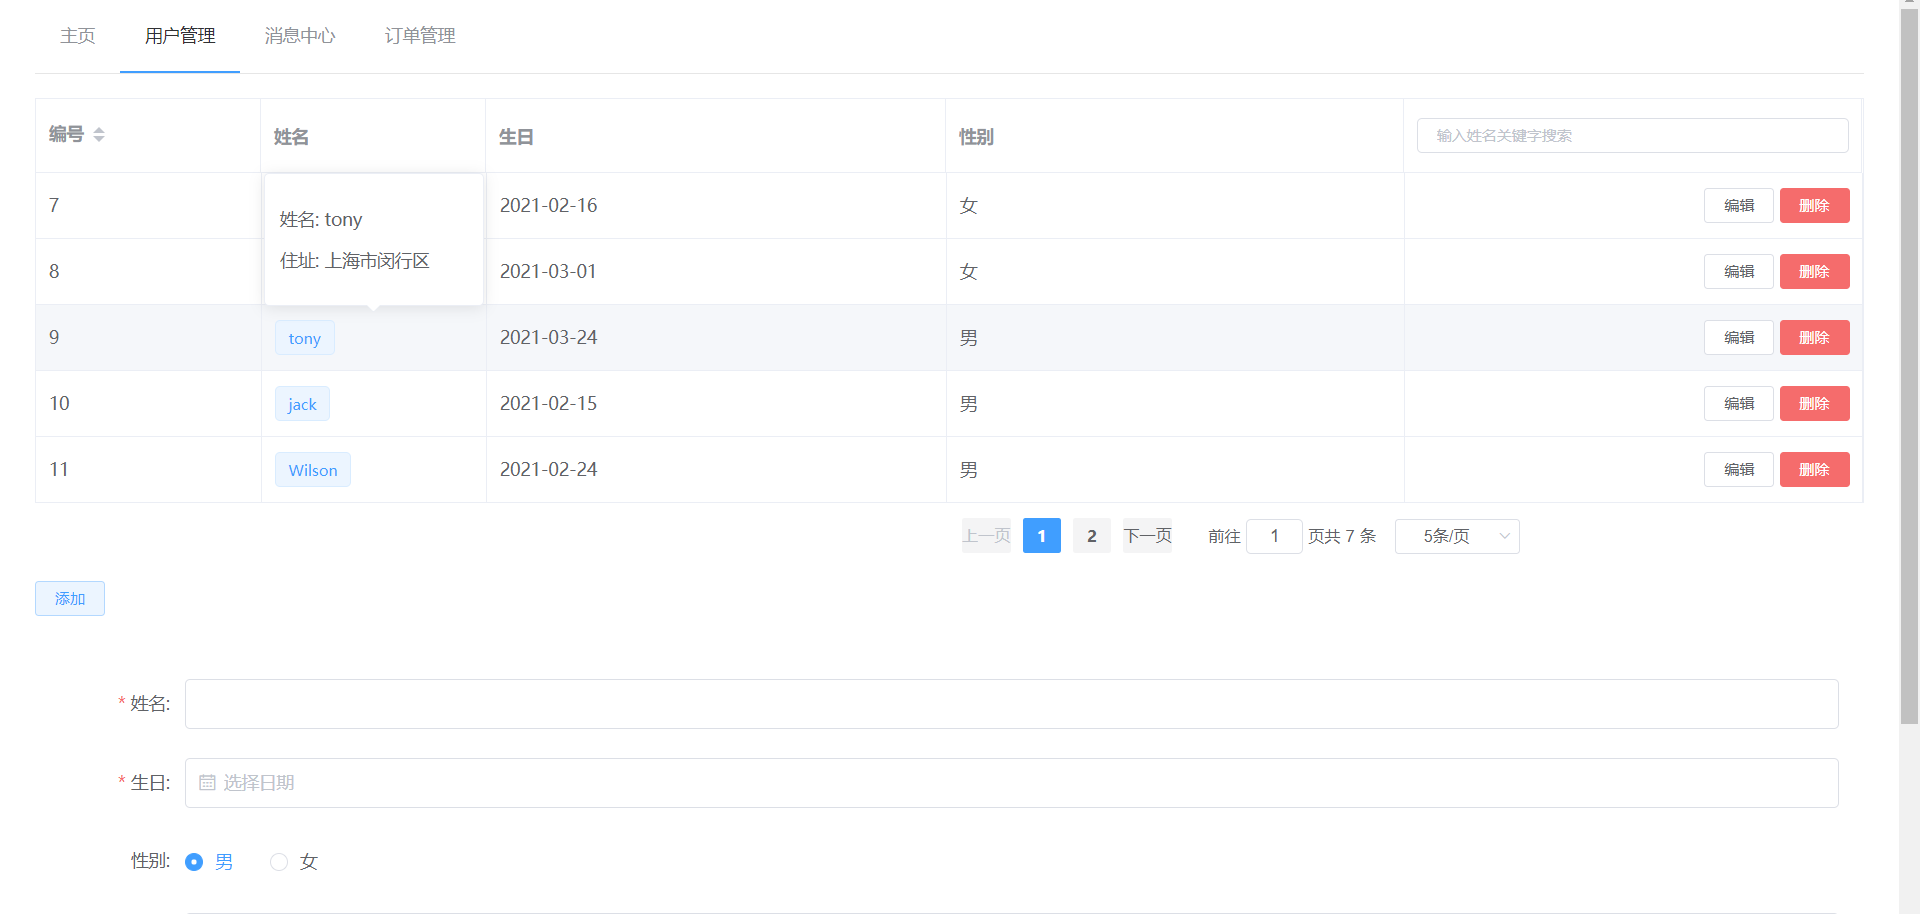 主页 用户管理 消息中心 订单管理
编号 姓名 生日 性别 输入姓名关键字搜索
7 2021-02-16 女 编辑 删除
姓名: tony
住址: 上海市闵行区
8 2021-03-01 女 编辑 删除
9 tony 2021-03-24 男 编辑 删除
10 jack 2021-02-15 男 编辑 删除
11 Wilson 2021-02-24 男 编辑 删除
上一页 1 2 下一页 前往 1 页共 7 条 5条/页
添加
* 姓名:
* 生日: 选择日期
性别: 男 女